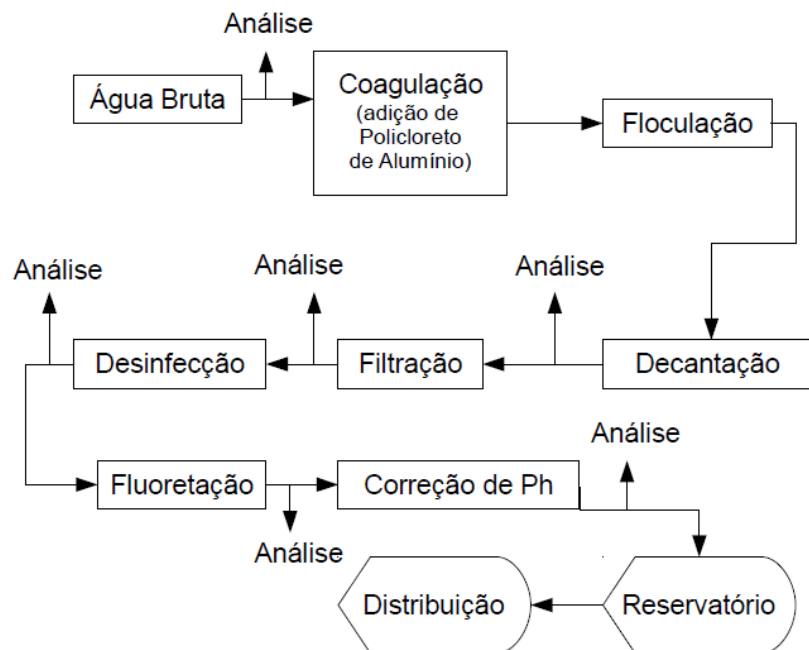 Análise
Água Bruta
Coagulação
(adição de
Policloreto
de Alumínio)
Floculação
Análise
Análise
Análise
Desinfecção
Filtração
Decantação
Análise
Fluoretação
Correção de Ph
Análise
Distribuição
Reservatório